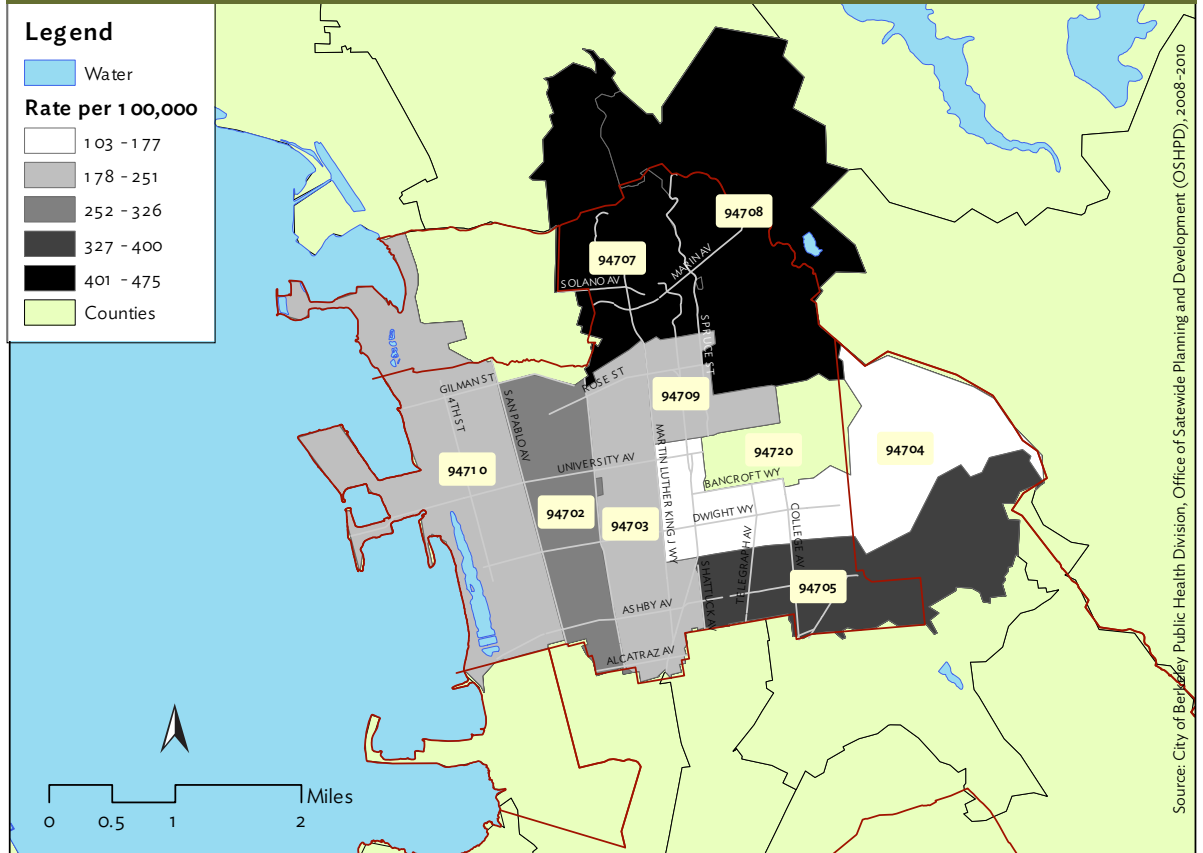 Legend
Water
Rate per 100,000
103 - 177
178 - 251
252 - 326
327 - 400
401 - 475
Counties
94708
94707
MARIN AV
SOLANO AV
SPRUCE ST
GILMAN ST
ROSE ST
94709
4TH ST
SAN PABLO AV
MARTIN LUTHER KING J WY
94720
94704
UNIVERSITY AV
94710
BANCROFT WY
94702
94703
DWIGHT WY
COLLEGE AV
TELEGRAPH AV
SHATTUCK AV
94705
ASHBY AV
ALCATRAZ AV
Miles
0 0.5 1 2
Source: City of Berkeley Public Health Division, Office of Satewide Planning and Development (OSHPD), 2008-2010